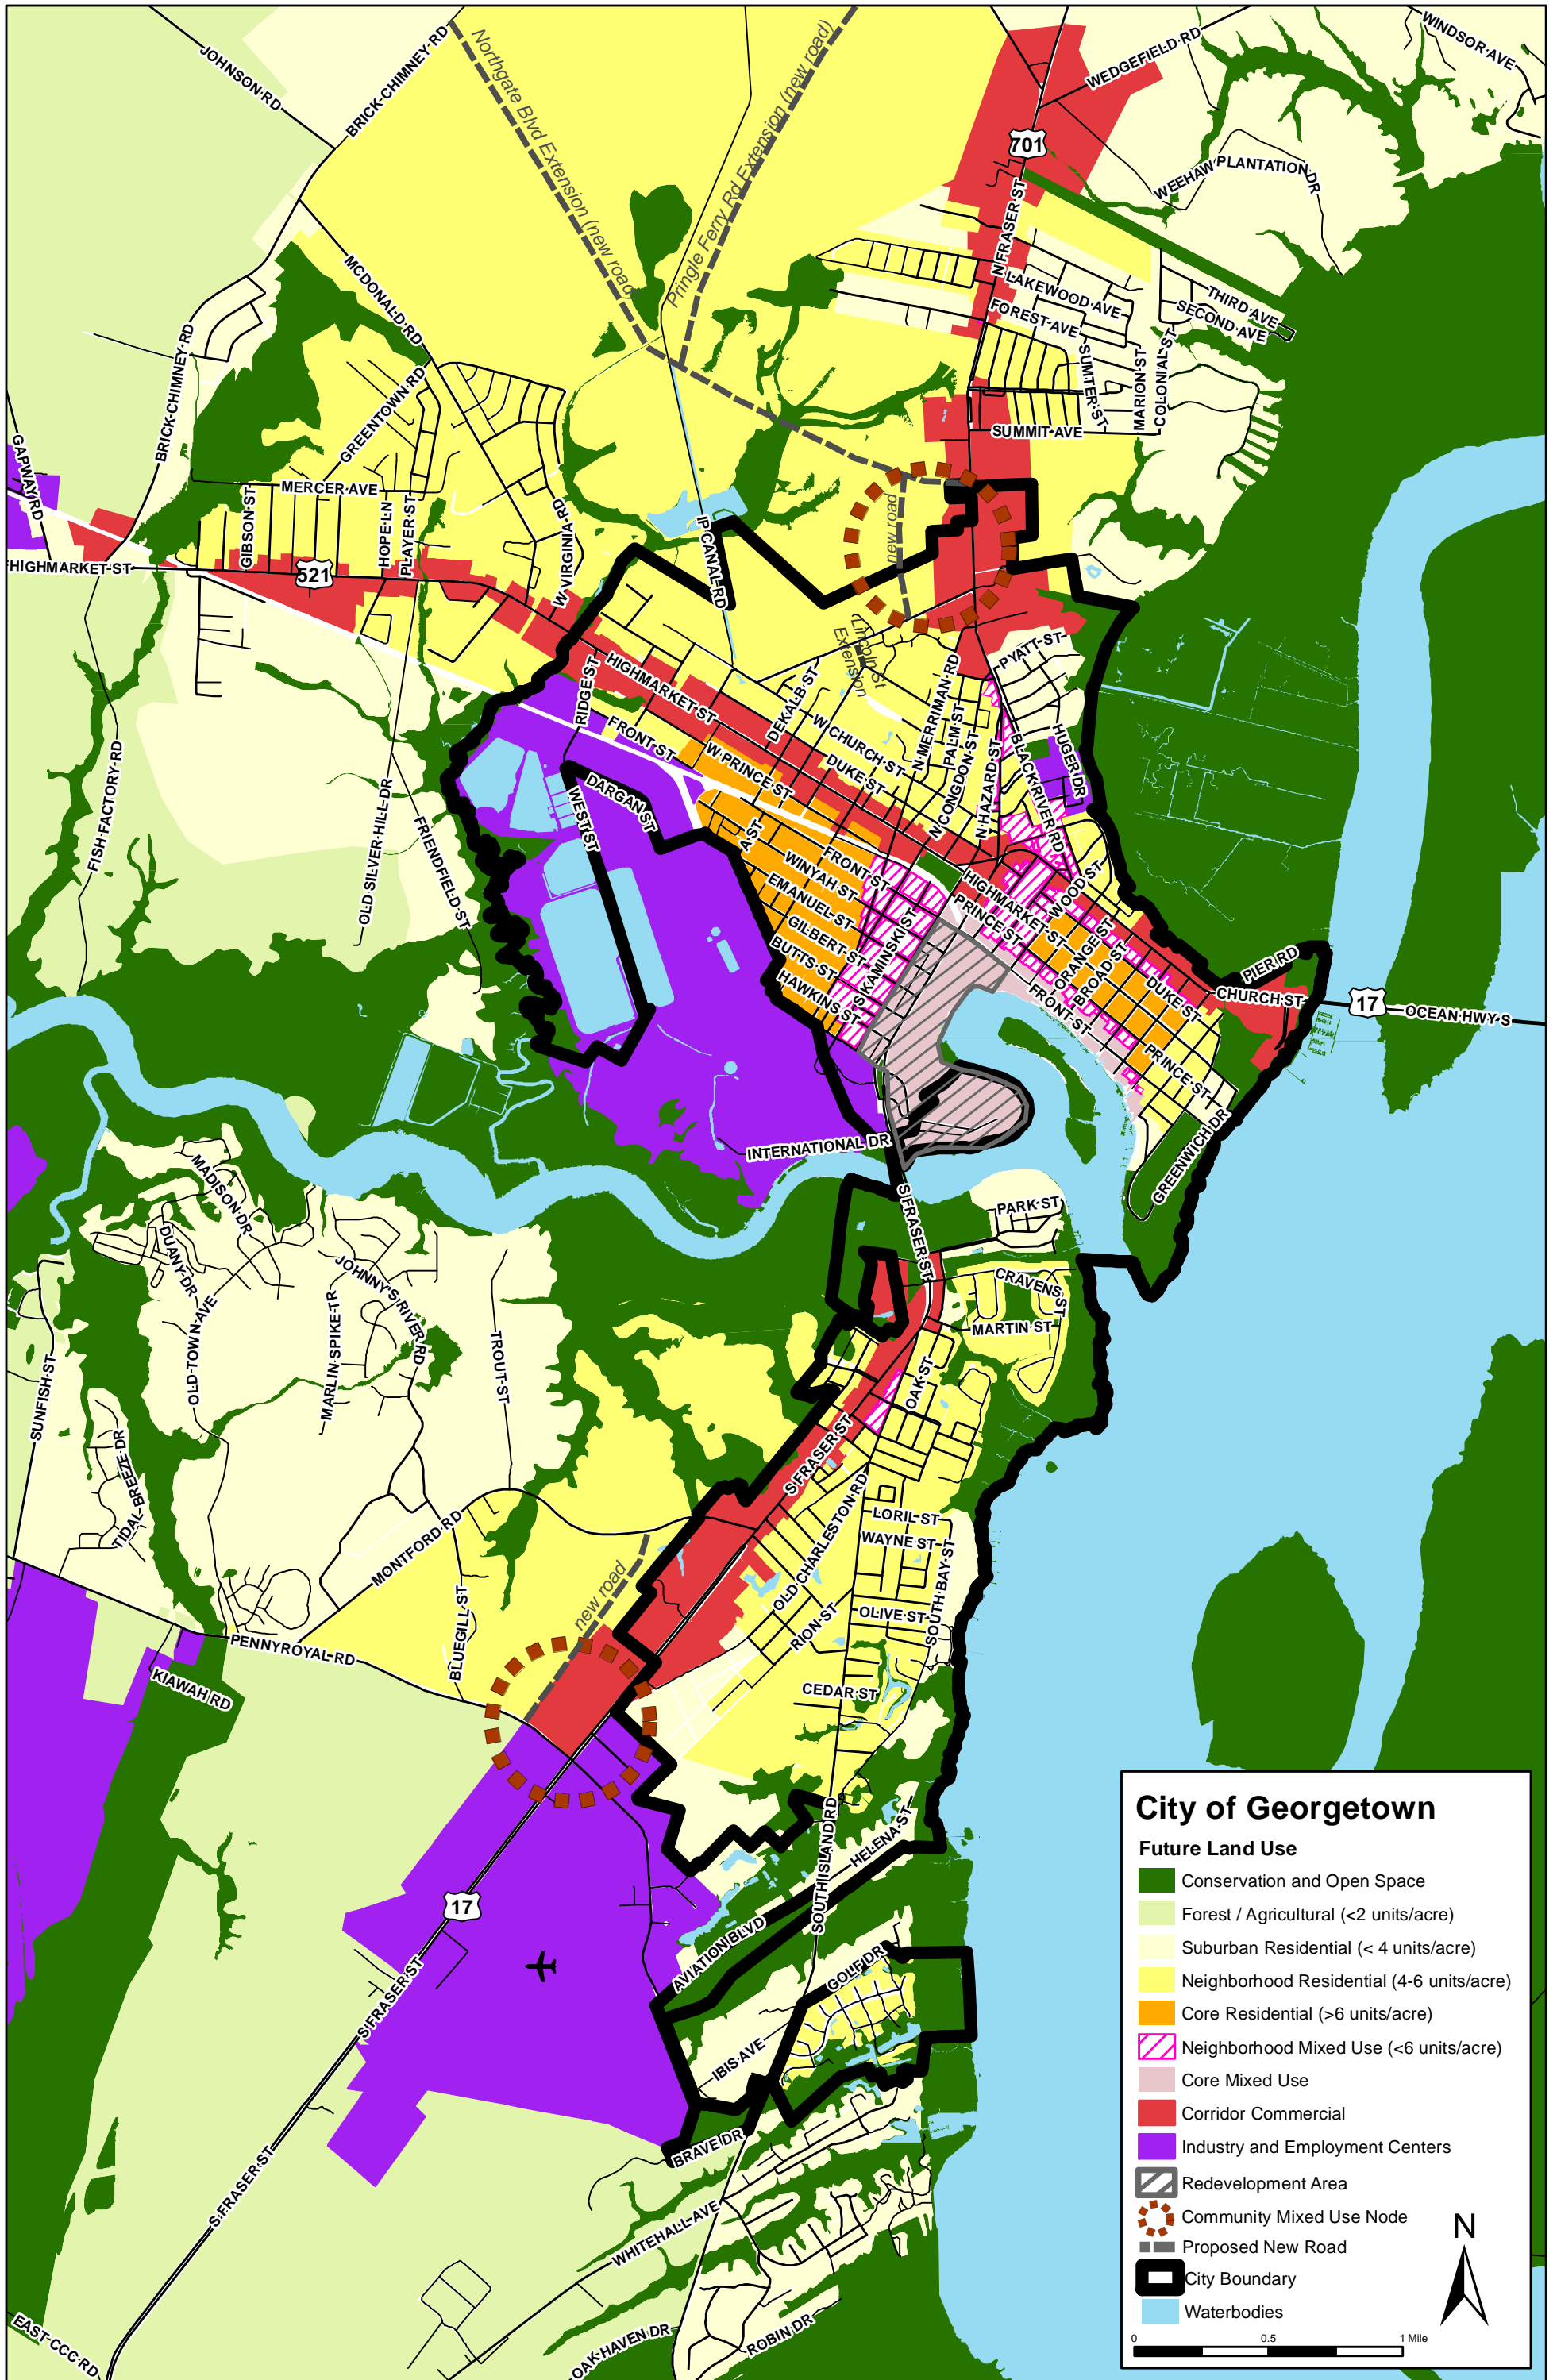 JOHNSON RD
BRICK CHIMNEY RD
Northgate Blvd Extension (new road)
Pringle Ferry Rd Extension (new road)
WEDGEFIELD RD
WINDSOR AVE
701
WEEHAW PLANTATION DR
N FRASER ST
MCDONALD RD
LAKEWOOD AVE
FOREST AVE
THIRD AVE
SECOND AVE
SUMTER ST
MARION ST
COLONIAL ST
SUMMIT AVE
BRICK CHIMNEY RD
GREENTOWN RD
GAPWAY RD
MERCER AVE
GIBSON ST
HOPE LN
PLAYER ST
W VIRGINIA RD
IP CANAL RD
new road
HIGHMARKET ST
521
Lincoln St
Extension
PYATT ST
RIDGE ST
HIGHMARKET ST
DEKALB ST
N MERRIMAN RD
PALM ST
N CONGDON ST
N HAZARD ST
BLACK RIVER RD
HUGER DR
FRONT ST
W PRINCE ST
W CHURCH ST
DUKE ST
FISH FACTORY RD
OLD SILVER HILL DR
FRIENDFIELD ST
WEST ST
DARGAN ST
A ST
FRONT ST
WINYAH ST
EMANUEL ST
GILBERT ST
BUTTS ST
HAWKINS ST
S KAMINSKI ST
HIGHMARKET ST
PRINCE ST
WOOD ST
ORANGE ST
BROAD ST
FRONT ST
DUKE ST
PRINCE ST
PIER RD
CHURCH ST
17
OCEAN HWY S
GREENWICH DR
INTERNATIONAL DR
S FRASER ST
PARK ST
CRAVENS ST
MARTIN ST
OAK ST
MADISON DR
DUANY DR
OLD TOWN AVE
JOHNNY'S RIVER RD
MARLIN SPIKE TR
TROUT ST
SUNFISH ST
TIDAL BREEZE DR
S FRASER ST
OLD CHARLESTON RD
LORIL ST
WAYNE ST
SOUTH BAY ST
MONTFORD RD
new road
BLUEGILL ST
RION ST
OLIVE ST
PENNYROYAL RD
KIAWAH RD
CEDAR ST
SOUTH ISLAND RD
HELENA ST
17
AVIATION BLVD
GOLF DR
S FRASER ST
IBIS AVE
BRAVE DR
S FRASER ST
WHITEHALL AVE
EAST CCC RD
OAK HAVEN DR
ROBIN DR
City of Georgetown
Future Land Use
Conservation and Open Space
Forest / Agricultural (<2 units/acre)
Suburban Residential (< 4 units/acre)
Neighborhood Residential (4-6 units/acre)
Core Residential (>6 units/acre)
Neighborhood Mixed Use (<6 units/acre)
Core Mixed Use
Corridor Commercial
Industry and Employment Centers
Redevelopment Area
Community Mixed Use Node
Proposed New Road
City Boundary
Waterbodies
N
0 0.5 1 Mile